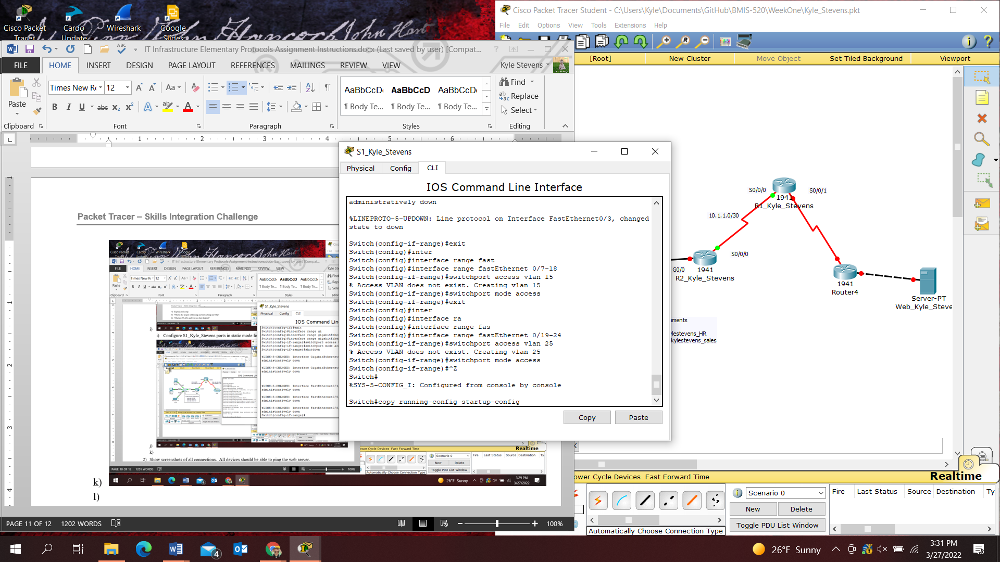 Cisco Packet Tracer
Cardo Update
Wireshark
Google Slides
Cisco Packet Tracer Student - C:\Users\Kyle\Documents\GitHub\BMIS-520\WeekOne\Kyle_Stevens.pkt
File Edit Options View Tools Extensions Help
[Root] New Cluster Move Object Set Tiled Background Viewport
IT Infrastructure Elementary Protocols Assignment Instructions.docx (Last saved by user) [Compat...
FILE HOME INSERT DESIGN PAGE LAYOUT REFERENCES MAILINGS REVIEW VIEW Kyle Stevens
Paste
Times New Ro 12
AaBbCcDc AaBbCcD AaBbCcDc
¶ Body Te... ¶ Body Te... ¶ Body Te...
Find
Replace
Select
Clipboard Font Paragraph Styles Editing
1 2 3 4 5 6
Packet Tracer – Skills Integration Challenge
i) Configure S1_Kyle_Stevens ports in static mode fo
2) Show screenshots of all connections. All devices should be able to ping the web server.
k)
l)
PAGE 11 OF 12 1202 WORDS 100%
S1_Kyle_Stevens
Physical Config CLI
IOS Command Line Interface
administratively down
%LINEPROTO-5-UPDOWN: Line protocol on Interface FastEthernet0/3, changed
state to down
Switch(config-if-range)#exit
Switch(config)#inter
Switch(config)#interface range fast
Switch(config)#interface range fastEthernet 0/7-18
Switch(config-if-range)#switchport access vlan 15
% Access VLAN does not exist. Creating vlan 15
Switch(config-if-range)#switchport mode access
Switch(config-if-range)#exit
Switch(config)#inter
Switch(config)#interface ra
Switch(config)#interface range fas
Switch(config)#interface range fastEthernet 0/19-24
Switch(config-if-range)#switchport access vlan 25
% Access VLAN does not exist. Creating vlan 25
Switch(config-if-range)#switchport mode access
Switch(config-if-range)#^Z
Switch#
%SYS-5-CONFIG_I: Configured from console by console
Switch#copy running-config startup-config
Copy Paste
S0/0/0 S0/0/1
1941
R1_Kyle_Stevens
10.1.1.0/30
S0/0/0
G0/0 1941
R2_Kyle_Stevens
1941
Router4
Server-PT
Web_Kyle_Steve
ments
kylestevens_HR
kylestevens_sales
Power Cycle Devices Fast Forward Time
Realtime
Scenario 0
New Delete
Toggle PDU List Window
Fire Last Status Source Destination Ty
Automatically Choose Connection Type
4
26°F Sunny
3:31 PM
3/27/2022